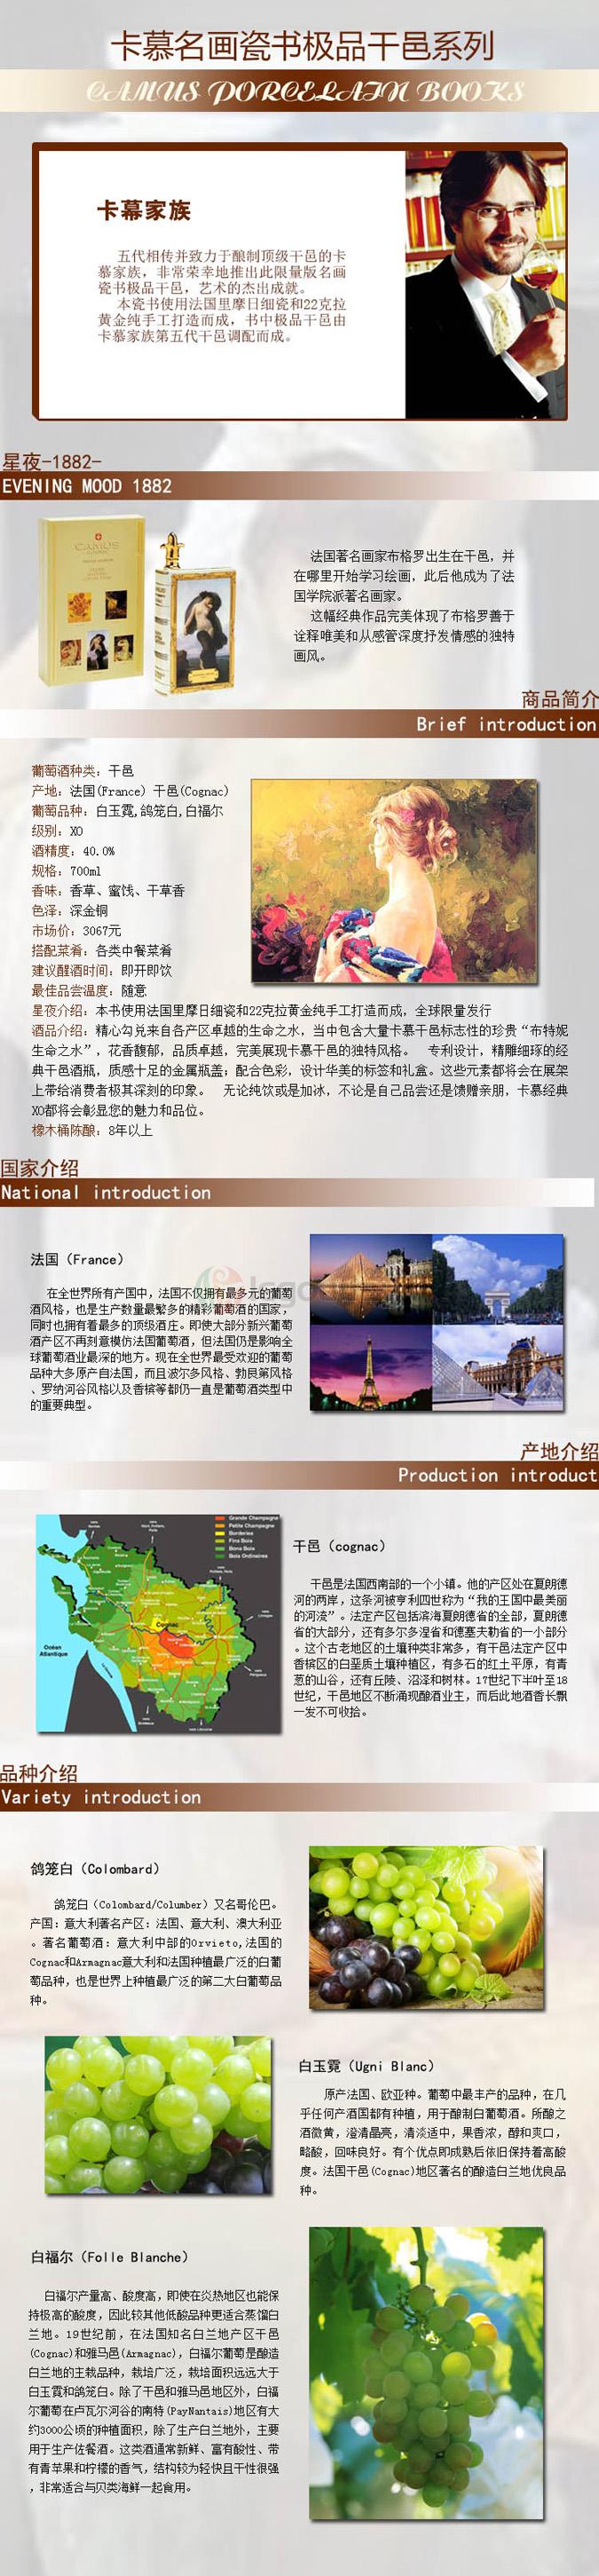 卡慕名画瓷书极品干邑系列
CAMUS PORCELAIN BOOKS
卡幕家族
五代相传并致力于酿制顶级干邑的卡
慕家族，非常荣幸地推出此限量版名画
瓷书极品干邑，艺术的杰出成就。
本瓷书使用法国里摩日细瓷和22克拉
黄金纯手工打造而成，书中极品干邑由
卡慕家族第五代干邑调配而成。
星夜-1882-
EVENING MOOD 1882
CAMUS
法国著名画家布格罗出生在干邑，并
在哪里开始学习绘画，此后他成为了法
国学院派著名画家。
这幅经典作品完美体现了布格罗善于
诠释唯美和从感官深度抒发情感的独特
画风。
商品简介
Brief introduction
葡萄酒种类：干邑
产地：法国(France) 干邑(Cognac)
葡萄品种：白玉霓,鸽笼白,白福尔
级别：XO
酒精度：40.0%
规格：700ml
香味：香草、蜜饯、干草香
色泽：深金铜
市场价：3067元
搭配菜肴：各类中餐菜肴
建议醒酒时间：即开即饮
最佳品尝温度：随意
星夜介绍：本书使用法国里摩日细瓷和22克拉黄金纯手工打造而成，全球限量发行
酒品介绍：精心勾兑来自各产区卓越的生命之水，当中包含大量卡慕干邑标志性的珍贵“布特妮
生命之水”，花香馥郁，品质卓越，完美展现卡慕干邑的独特风格。 专利设计，精雕细琢的经
典干邑酒瓶，质感十足的金属瓶盖；配合色彩，设计华美的标签和礼盒。这些元素都将会在展架
上带给消费者极其深刻的印象。 无论纯饮或是加冰，不论是自己品尝还是馈赠亲朋，卡慕经典
XO都将会彰显您的魅力和品位。
橡木桶陈酿：8年以上
国家介绍
National introduction
法国（France）
在全世界所有产国中，法国不仅拥有最多元的葡萄
酒风格，也是生产数量最繁多的精彩葡萄酒的国家，
同时也拥有着最多的顶级酒庄。即使大部分新兴葡萄
酒产区不再刻意模仿法国葡萄酒，但法国仍是影响全
球葡萄酒业最深的地方。现在全世界最受欢迎的葡萄
品种大多原产自法国，而且波尔多风格、勃艮第风格
、罗纳河谷风格以及香槟等都仍一直是葡萄酒类型中
的重要典型。
产地介绍
Production introduct
Grande Champagne
Petite Champagne
Borderies
Fins Bois
Bons Bois
Bois Ordinaires
Cognac
Océan
Atlantique
干邑（cognac）
干邑是法国西南部的一个小镇。他的产区处在夏朗德
河的两岸，这条河被亨利四世称为“我的王国中最美丽
的河流”。法定产区包括滨海夏朗德省的全部，夏朗德
省的大部分，还有多尔多涅省和德塞夫勒省的一小部分
。这个古老地区的土壤种类非常多，有干邑法定产区中
香槟区的白垩质土壤种植区，有多石的红土平原，有青
葱的山谷，还有丘陵、沼泽和树林。17世纪下半叶至18
世纪，干邑地区不断涌现酿酒业主，而后此地酒香长飘
一发不可收拾。
品种介绍
Variety introduction
鸽笼白（Colombard）
鸽笼白（Colombard/Columber）又名哥伦巴。
产国：意大利著名产区：法国、意大利、澳大利亚
。著名葡萄酒：意大利中部的Orvieto,法国的
Cognac和Armagnac意大利和法国种植最广泛的白葡
萄品种，也是世界上种植最广泛的第二大白葡萄品
种。
白玉霓（Ugni Blanc）
原产法国、欧亚种。葡萄中最丰产的品种，在几
乎任何产酒国都有种植，用于酿制白葡萄酒。所酿之
酒微黄，澄清晶亮，清淡适中，果香浓，醇和爽口，
略酸，回味良好。有个优点即成熟后依旧保持着高酸
度。法国干邑(Cognac)地区著名的酿造白兰地优良品
种。
白福尔（Folle Blanche）
白福尔产量高、酸度高，即使在炎热地区也能保
持极高的酸度，因此较其他低酸品种更适合蒸馏白
兰地。19世纪前，在法国知名白兰地产区干邑
(Cognac)和雅马邑(Armagnac)，白福尔葡萄是酿造
白兰地的主栽品种，栽培广泛，栽培面积远远大于
白玉霓和鸽笼白。除了干邑和雅马邑地区外，白福
尔葡萄在卢瓦尔河谷的南特(PayNantais)地区有大
约3000公顷的种植面积，除了生产白兰地外，主要
用于生产佐餐酒。这类酒通常新鲜、富有酸性、带
有青苹果和柠檬的香气，结构较为轻快且干性很强
，非常适合与贝类海鲜一起食用。